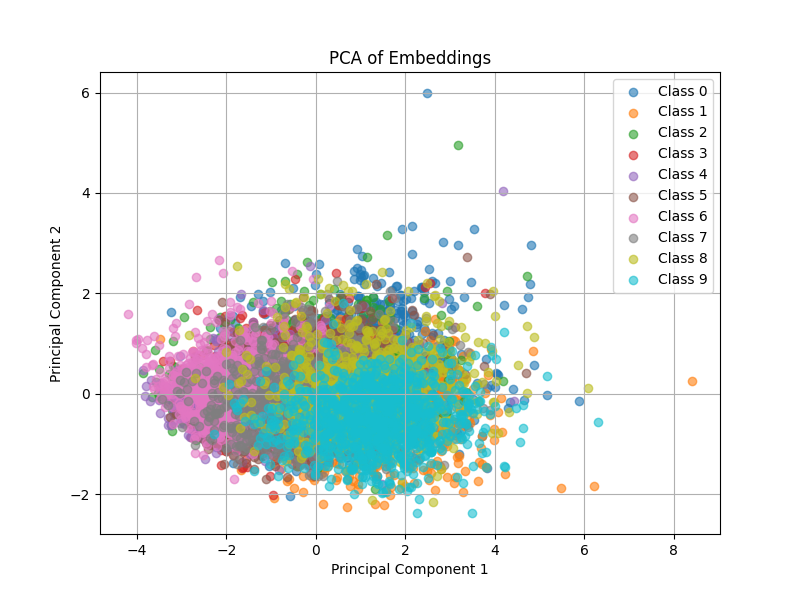 PCA of Embeddings
Class 0
Class 1
Class 2
Class 3
Class 4
Class 5
Class 6
Class 7
Class 8
Class 9
Principal Component 2
6
4
2
0
−2
−4
−2
0
2
4
6
8
Principal Component 1